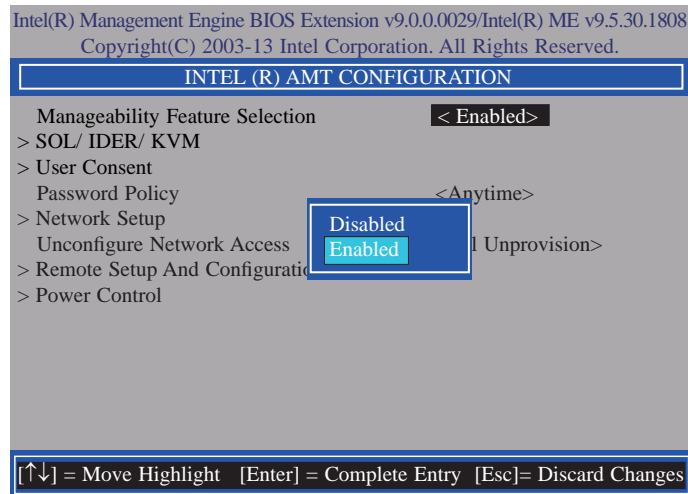 Intel(R) Management Engine BIOS Extension v9.0.0.0029/Intel(R) ME v9.5.30.1808
Copyright(C) 2003-13 Intel Corporation. All Rights Reserved.
INTEL (R) AMT CONFIGURATION
Manageability Feature Selection < Enabled>
> SOL/ IDER/ KVM
> User Consent
Password Policy <Anytime>
> Network Setup
Disabled
Unconfigure Network Access Enabled l Unprovision>
> Remote Setup And Configuratio
> Power Control
[↑↓] = Move Highlight [Enter] = Complete Entry [Esc]= Discard Changes